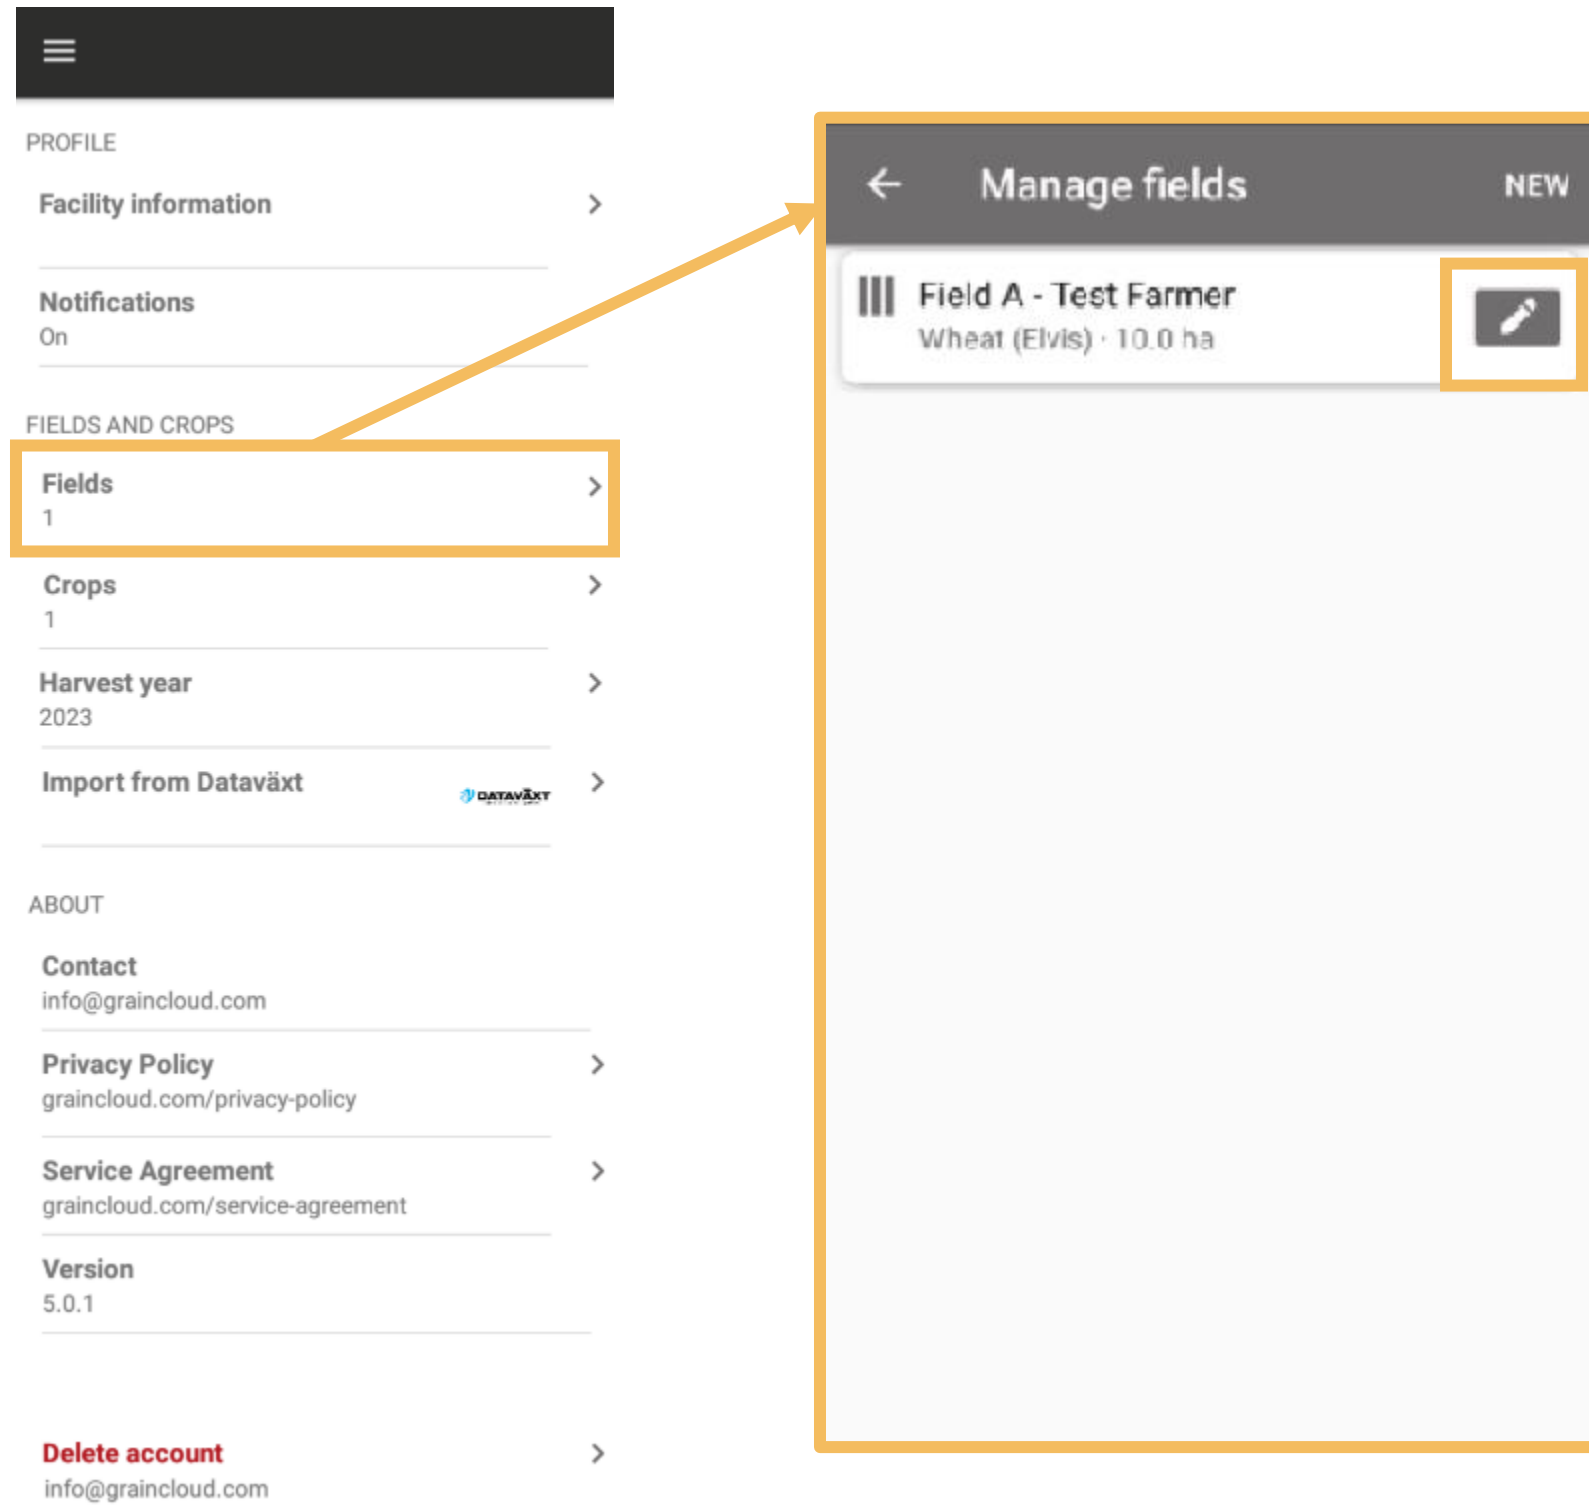 PROFILE
Facility information
Notifications
On
FIELDS AND CROPS
Fields
1
Crops
1
Harvest year
2023
Import from Dataväxt
DATAVÄXT
ABOUT
Contact
info@graincloud.com
Privacy Policy
graincloud.com/privacy-policy
Service Agreement
graincloud.com/service-agreement
Version
5.0.1
Delete account
info@graincloud.com
Manage fields
NEW
Field A - Test Farmer
Wheat (Elvis) · 10.0 ha